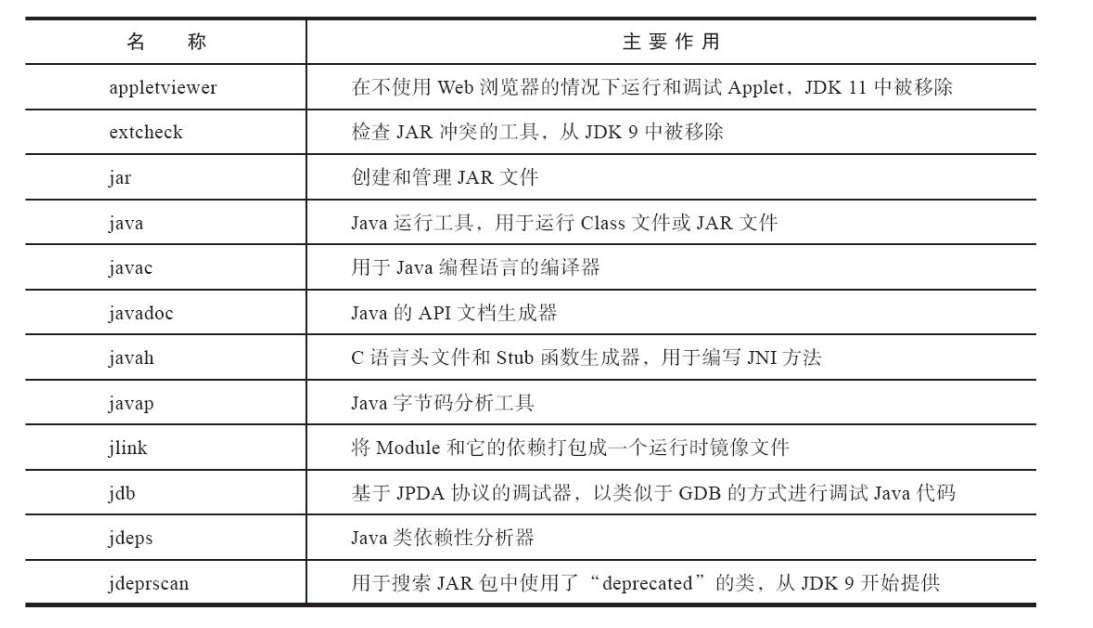 名 称 主要作用
appletviewer 在不使用 Web 浏览器的情况下运行和调试 Applet，JDK 11 中被移除
extcheck 检查 JAR 冲突的工具，从 JDK 9 中被移除
jar 创建和管理 JAR 文件
java Java 运行工具，用于运行 Class 文件或 JAR 文件
javac 用于 Java 编程语言的编译器
javadoc Java 的 API 文档生成器
javah C 语言头文件和 Stub 函数生成器，用于编写 JNI 方法
javap Java 字节码分析工具
jlink 将 Module 和它的依赖打包成一个运行时镜像文件
jdb 基于 JPDA 协议的调试器，以类似于 GDB 的方式进行调试 Java 代码
jdeps Java 类依赖性分析器
jdeprscan 用于搜索 JAR 包中使用了“deprecated”的类，从 JDK 9 开始提供